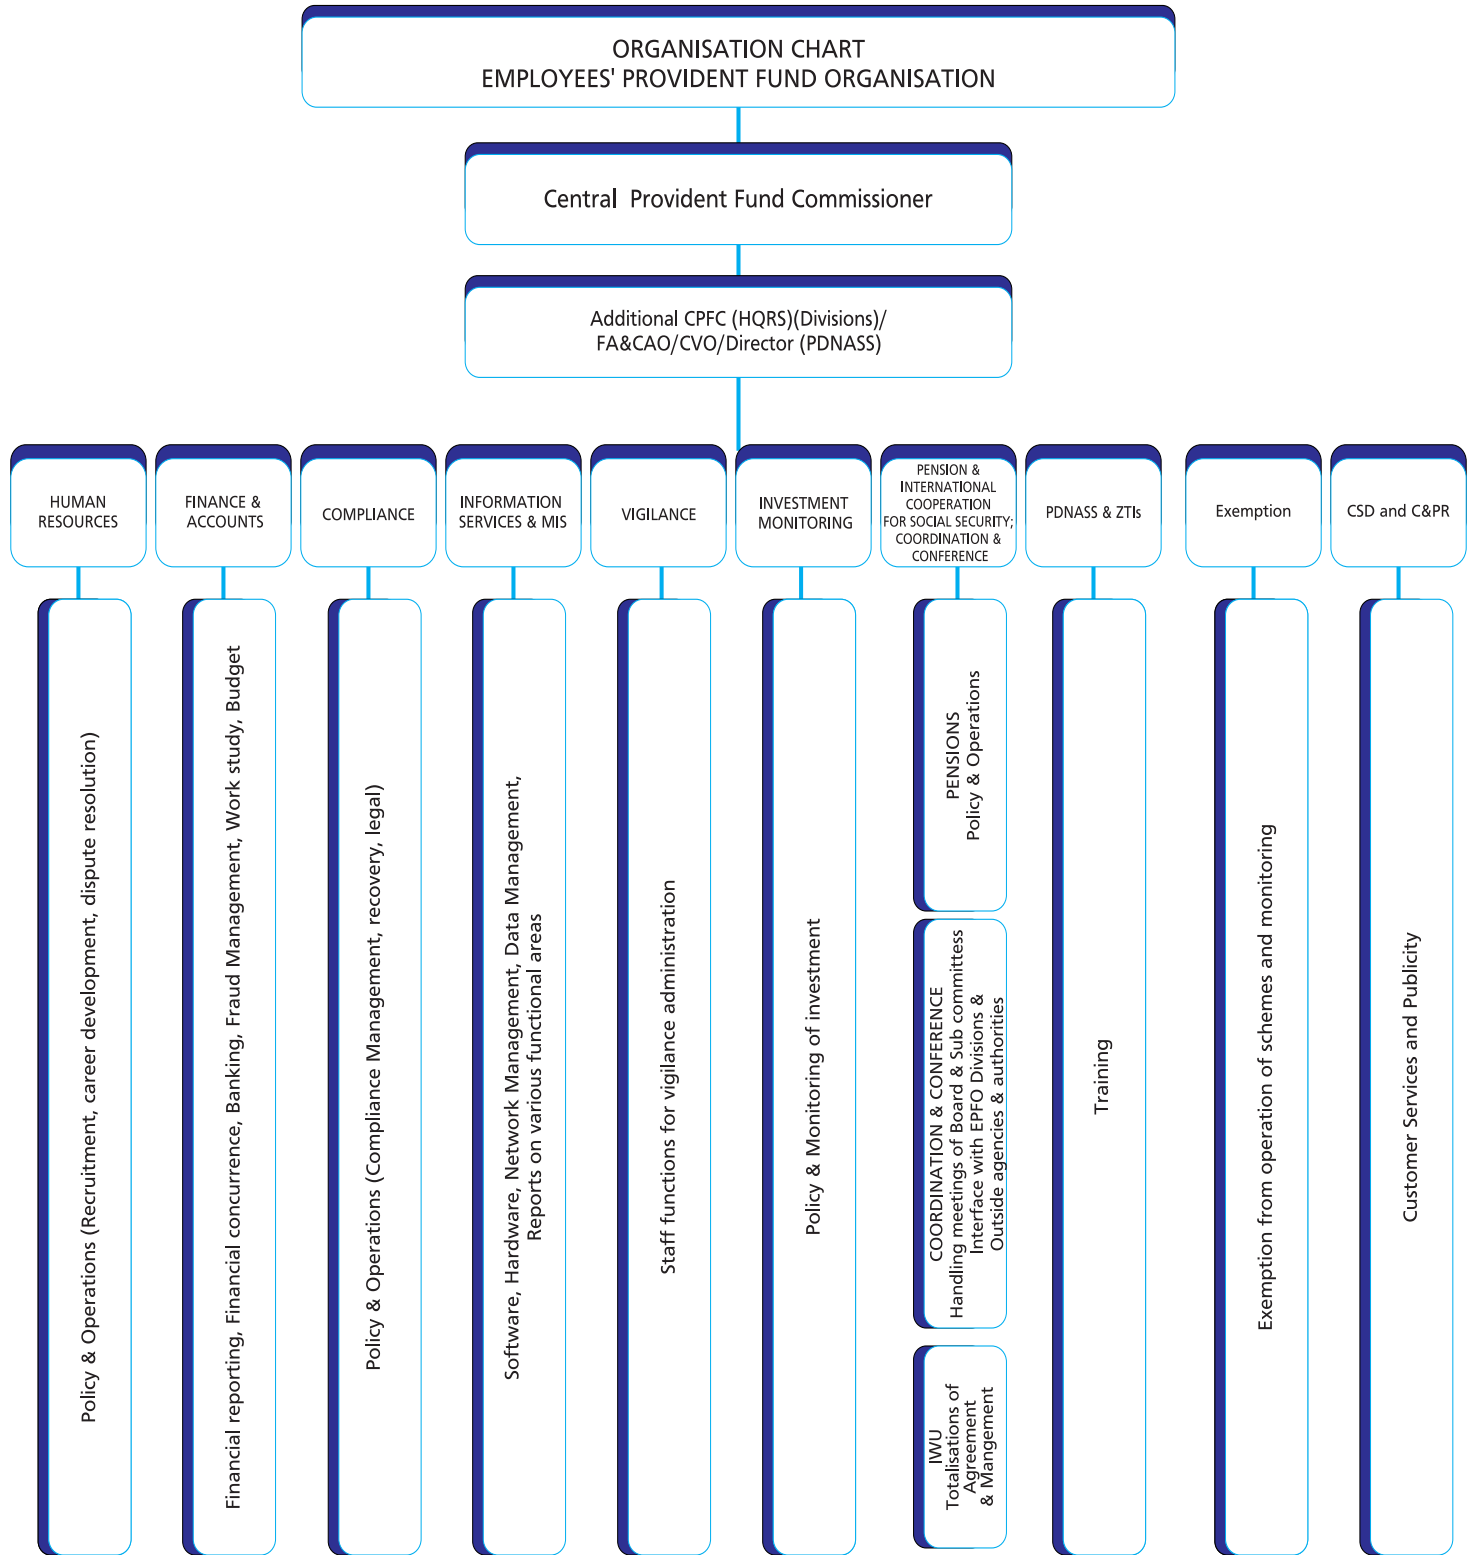 ORGANISATION CHART
EMPLOYEES' PROVIDENT FUND ORGANISATION
Central Provident Fund Commissioner
Additional CPFC (HQRS)(Divisions)/
FA&CAO/CVO/Director (PDNASS)
HUMAN
RESOURCES
FINANCE &
ACCOUNTS
COMPLIANCE
INFORMATION
SERVICES & MIS
VIGILANCE
INVESTMENT
MONITORING
PENSION &
INTERNATIONAL
COOPERATION
FOR SOCIAL SECURITY;
COORDINATION &
CONFERENCE
PDNASS & ZTIs
Exemption
CSD and C&PR
Policy & Operations (Recruitment, career development, dispute resolution)
Financial reporting, Financial concurrence, Banking, Fraud Management, Work study, Budget
Policy & Operations (Compliance Management, recovery, legal)
Software, Hardware, Network Management, Data Management,
Reports on various functional areas
Staff functions for vigilance administration
Policy & Monitoring of investment
PENSIONS
Policy & Operations
COORDINATION & CONFERENCE
Handling meetings of Board & Sub committess
Interface with EPFO Divisions &
Outside agencies & authorities
IWU
Totalisations of
Agreement
& Mangement
Training
Exemption from operation of schemes and monitoring
Customer Services and Publicity